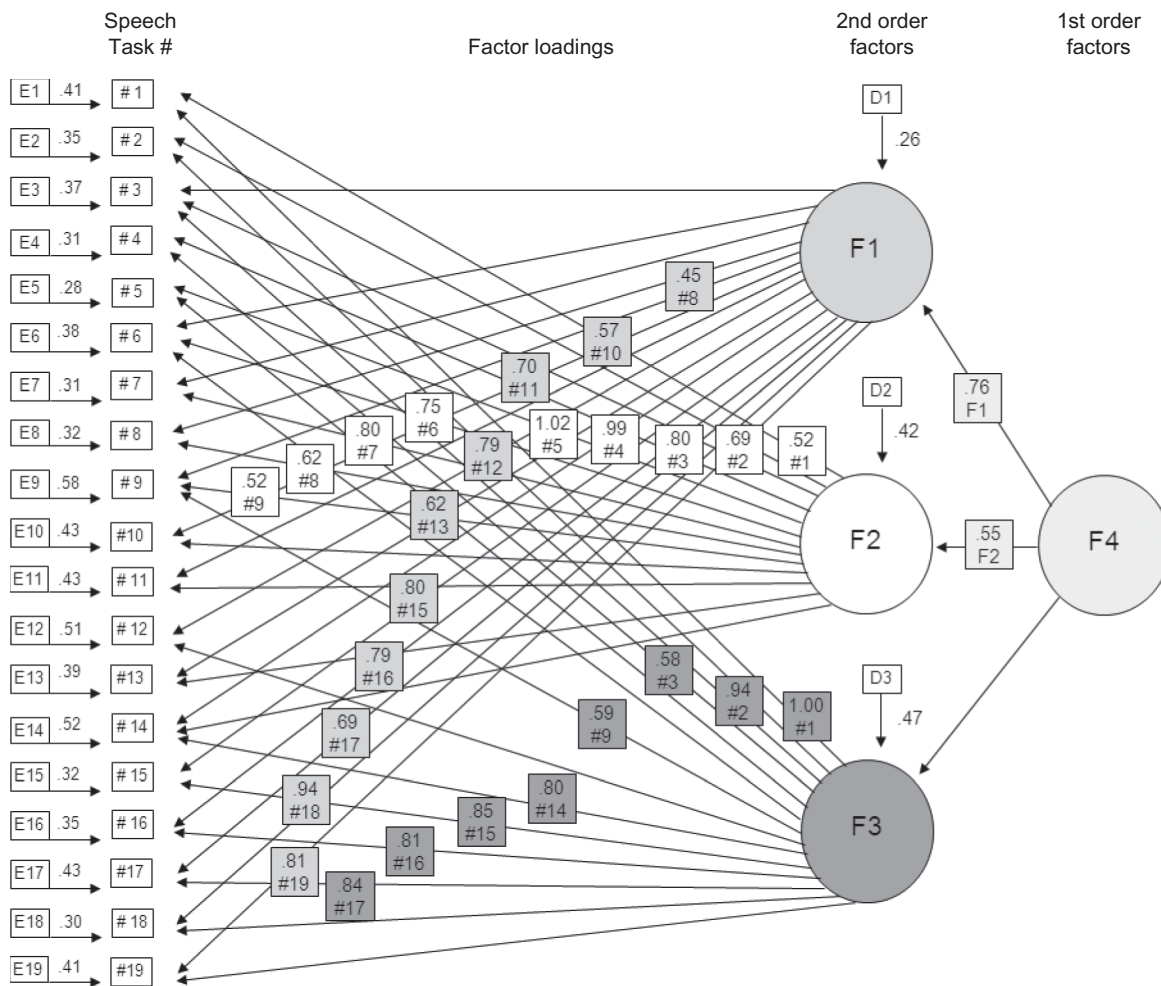 Speech
Task #
Factor loadings
2nd order
factors
1st order
factors
E1 .41 # 1
E2 .35 # 2
E3 .37 # 3
E4 .31 # 4
E5 .28 # 5
E6 .38 # 6
E7 .31 # 7
E8 .32 # 8
E9 .58 # 9
E10 .43 #10
E11 .43 # 11
E12 .51 # 12
E13 .39 #13
E14 .52 # 14
E15 .32 # 15
E16 .35 # 16
E17 .43 #17
E18 .30 # 18
E19 .41 #19
D1
.26
F1
.45
#8
.57
#10
.70
#11
.76
F1
D2
.42
.75
#6
.80
#7
.62
#8
.52
#9
.79
#12
1.02
#5
.99
#4
.80
#3
.69
#2
.52
#1
.62
#13
F2
.55
F2
F4
.80
#15
.79
#16
.69
#17
.94
#18
.81
#19
.58
#3
.94
#2
1.00
#1
D3
.47
.59
#9
.80
#14
.85
#15
.81
#16
.84
#17
F3